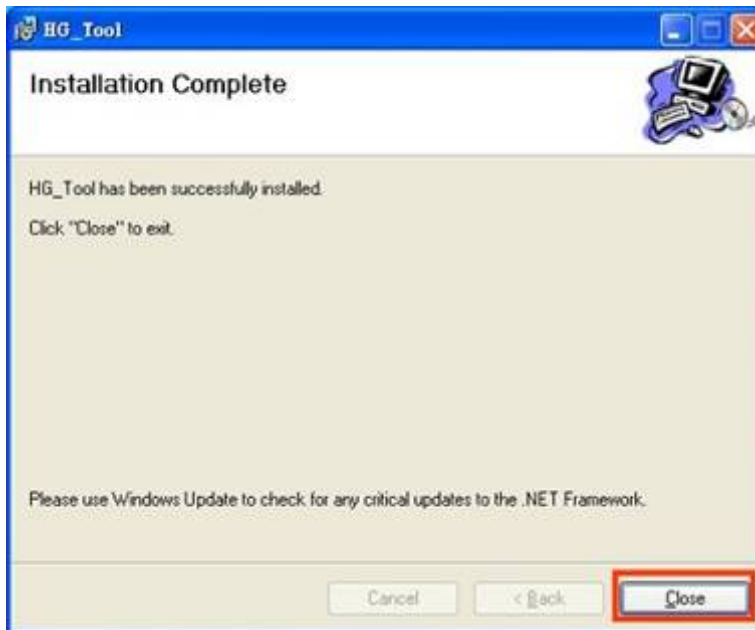 HG_Tool
Installation Complete
HG_Tool has been successfully installed.
Click "Close" to exit.
Please use Windows Update to check for any critical updates to the .NET Framework.
Cancel
< Back
Close